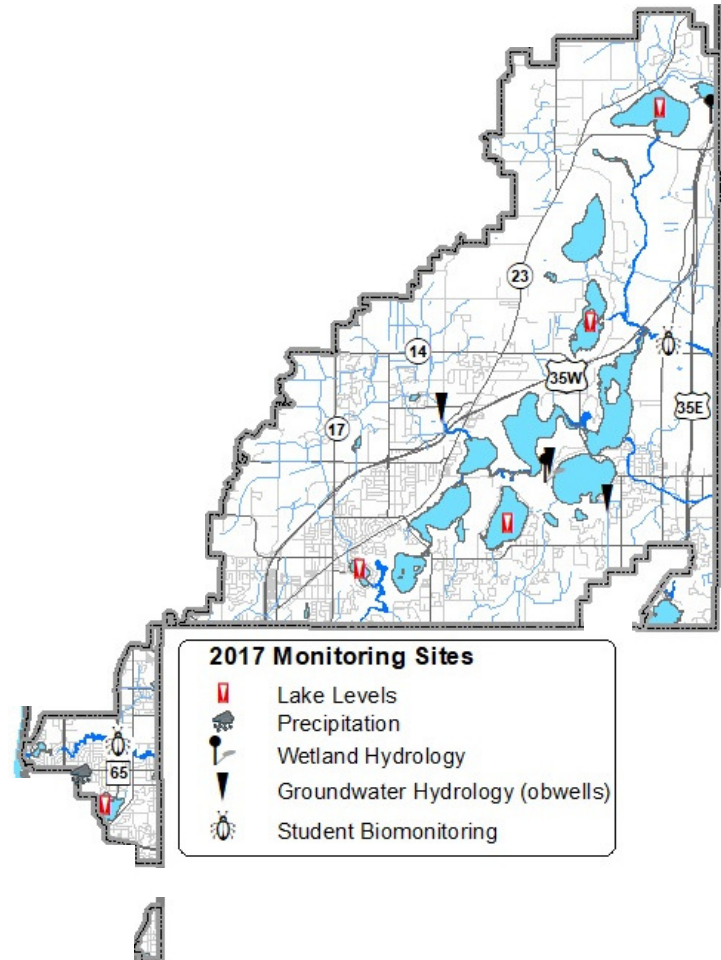 23
14
35W
17
35E
2017 Monitoring Sites
Lake Levels
Precipitation
Wetland Hydrology
Groundwater Hydrology (obwells)
Student Biomonitoring
65